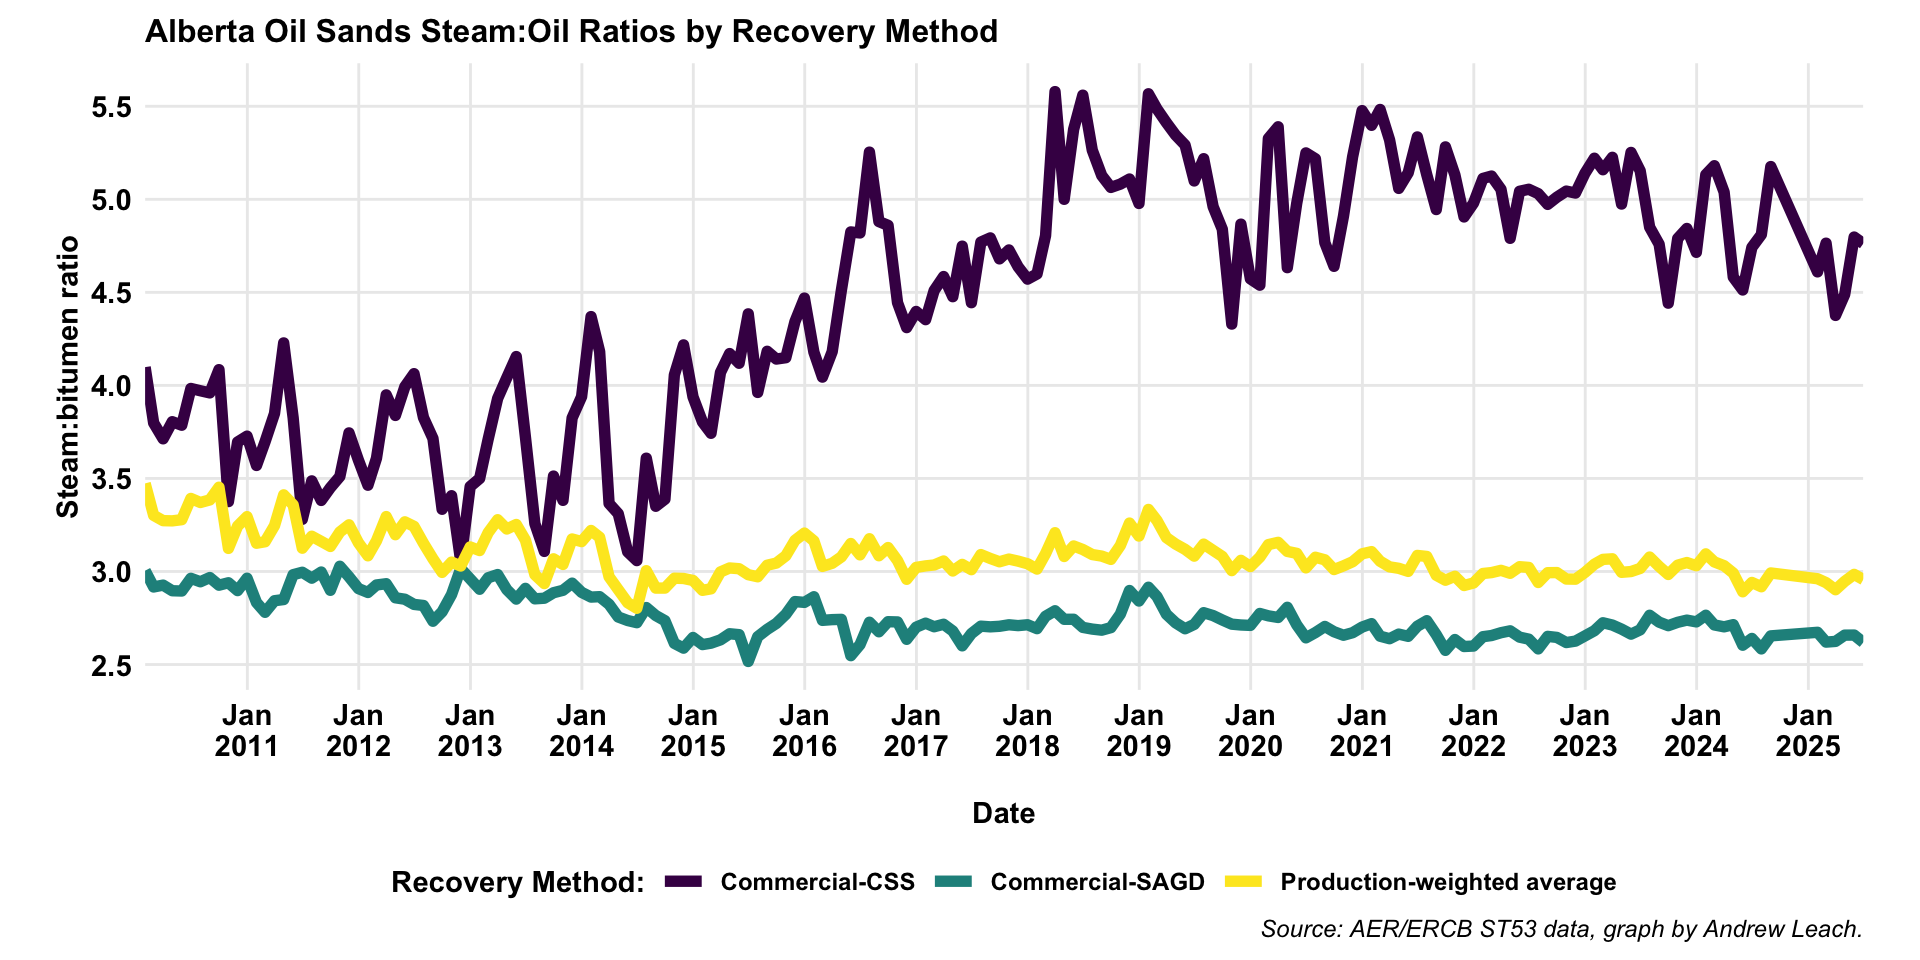 Alberta Oil Sands Steam:Oil Ratios by Recovery Method
Steam:bitumen ratio
5.5
5.0
4.5
4.0
3.5
3.0
2.5
Jan Jan Jan Jan Jan Jan Jan Jan Jan Jan Jan Jan Jan Jan Jan
2011 2012 2013 2014 2015 2016 2017 2018 2019 2020 2021 2022 2023 2024 2025
Date
Recovery Method: Commercial-CSS Commercial-SAGD Production-weighted average
Source: AER/ERCB ST53 data, graph by Andrew Leach.